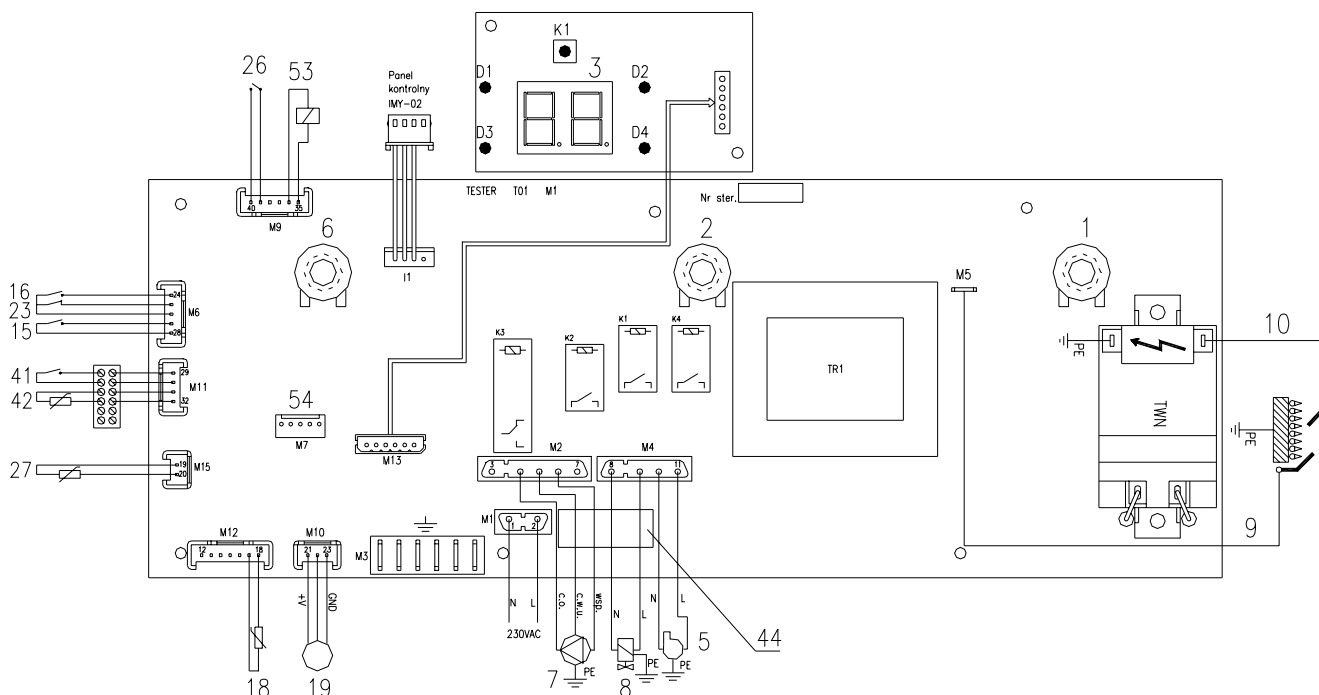 K1
D1
3
D2
D3
D4
26
53
Panel
kontrolny
IMY-02
TESTER T01 M1
Nr ster.
40
35
M9
6
2
1
I1
M5
16
23
15
24
28
M6
10
PE
K3
K2
K1
K4
TR1
TWN
PE
41
42
29
32
M11
54
M7
M13
27
19
20
M15
M2
3
7
M4
8
11
9
M12
12
18
M10
21
23
M3
M1
1
2
+V
GND
N
L
230VAC
c.o.
c.w.u.
wsp.
N
L
N
L
PE
PE
PE
18
19
7
8
5
44